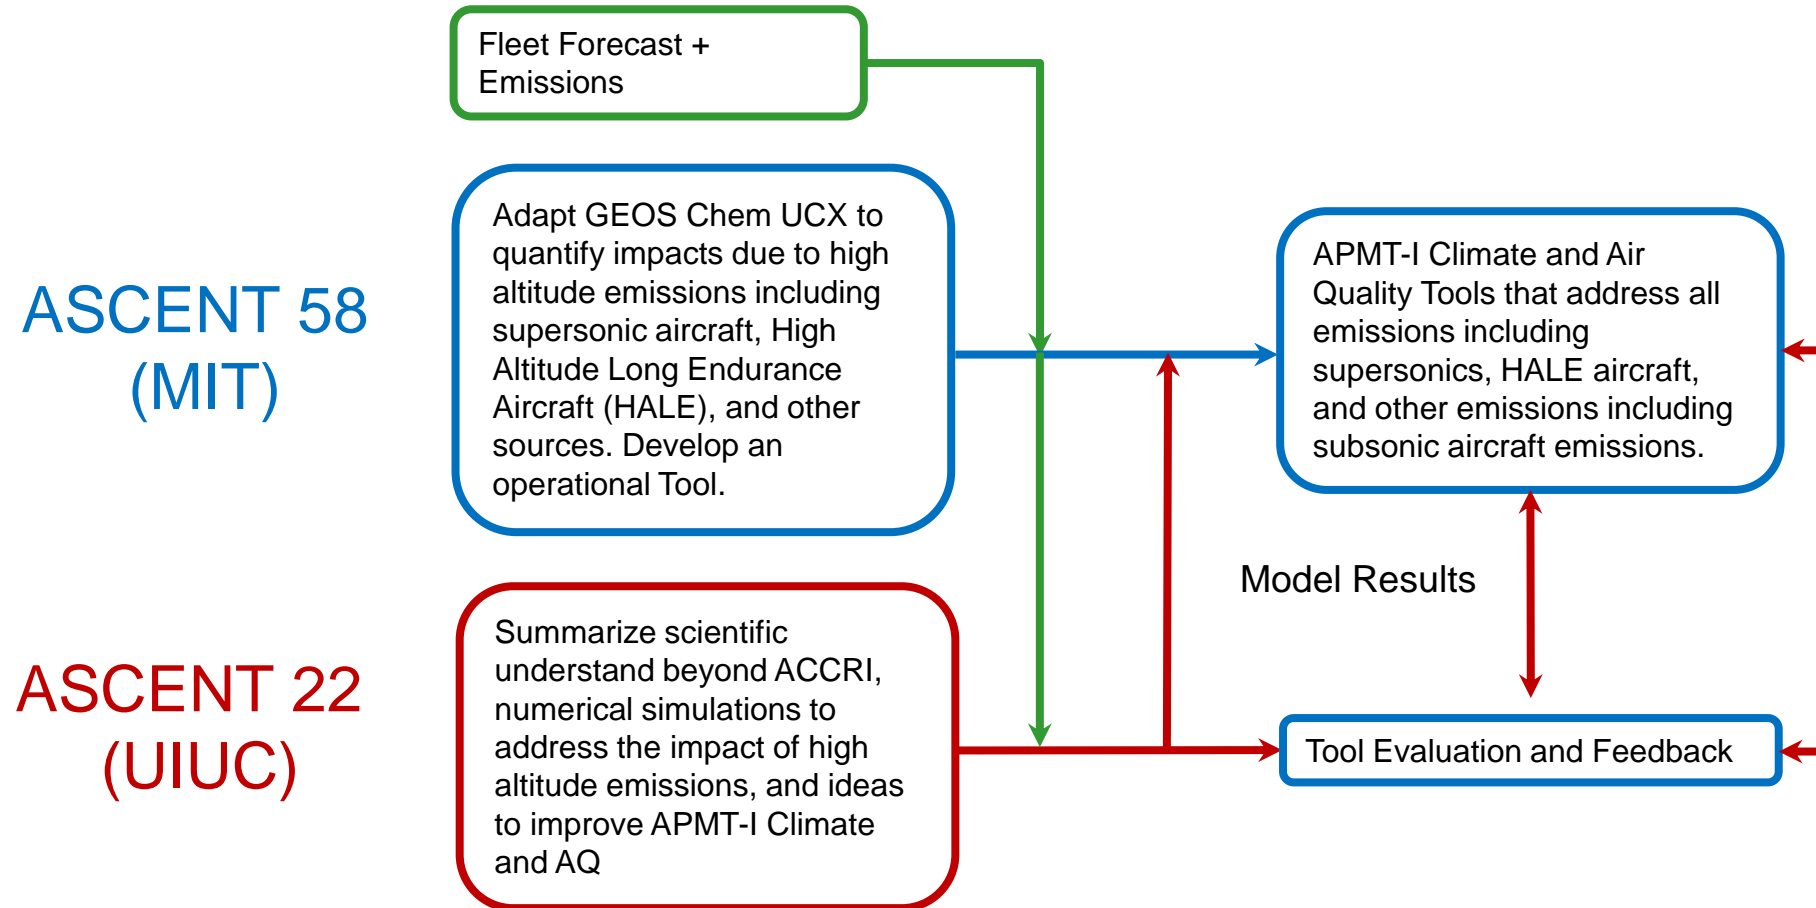 Fleet Forecast +
Emissions
ASCENT 58
(MIT)
Adapt GEOS Chem UCX to
quantify impacts due to high
altitude emissions including
supersonic aircraft, High
Altitude Long Endurance
Aircraft (HALE), and other
sources. Develop an
operational Tool.
APMT-I Climate and Air
Quality Tools that address all
emissions including
supersonics, HALE aircraft,
and other emissions including
subsonic aircraft emissions.
Model Results
ASCENT 22
(UIUC)
Summarize scientific
understand beyond ACCRI,
numerical simulations to
address the impact of high
altitude emissions, and ideas
to improve APMT-I Climate
and AQ
Tool Evaluation and Feedback